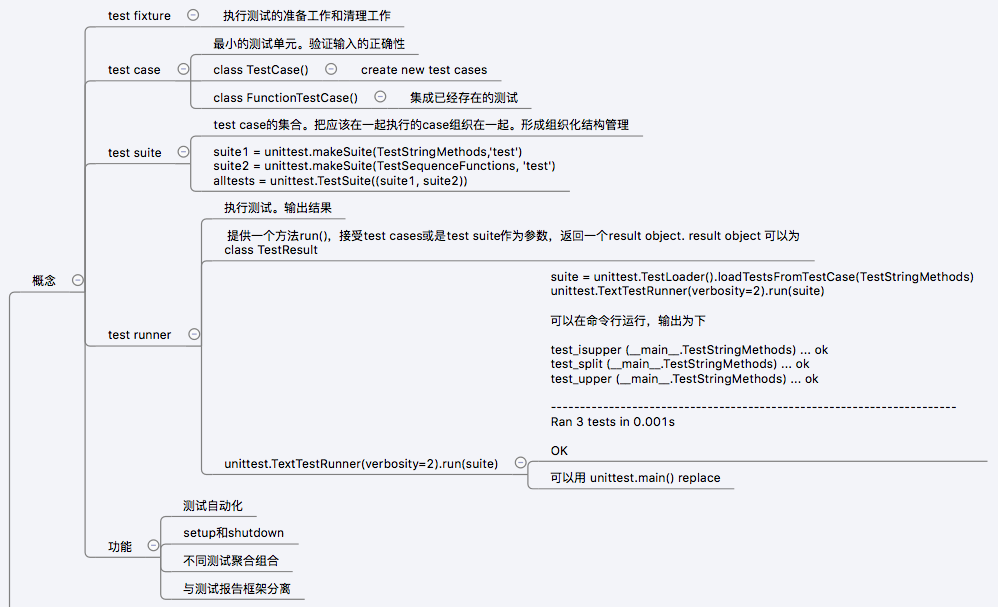 test fixture
执行测试的准备工作和清理工作
最小的测试单元。验证输入的正确性
test case
class TestCase()
create new test cases
class FunctionTestCase()
集成已经存在的测试
test case的集合。把应该在一起执行的case组织在一起。形成组织化结构管理
test suite
suite1 = unittest.makeSuite(TestStringMethods,'test')
suite2 = unittest.makeSuite(TestSequenceFunctions, 'test')
alltests = unittest.TestSuite((suite1, suite2))
执行测试。输出结果
提供一个方法run()，接受test cases或是test suite作为参数，返回一个result object. result object 可以为
class TestResult
概念
test runner
suite = unittest.TestLoader().loadTestsFromTestCase(TestStringMethods)
unittest.TextTestRunner(verbosity=2).run(suite)
可以在命令行运行，输出为下
test_isupper (__main__.TestStringMethods) ... ok
test_split (__main__.TestStringMethods) ... ok
test_upper (__main__.TestStringMethods) ... ok
----------------------------------------------------------------------
Ran 3 tests in 0.001s
OK
unittest.TextTestRunner(verbosity=2).run(suite)
可以用 unittest.main() replace
测试自动化
setup和shutdown
功能
不同测试聚合组合
与测试报告框架分离